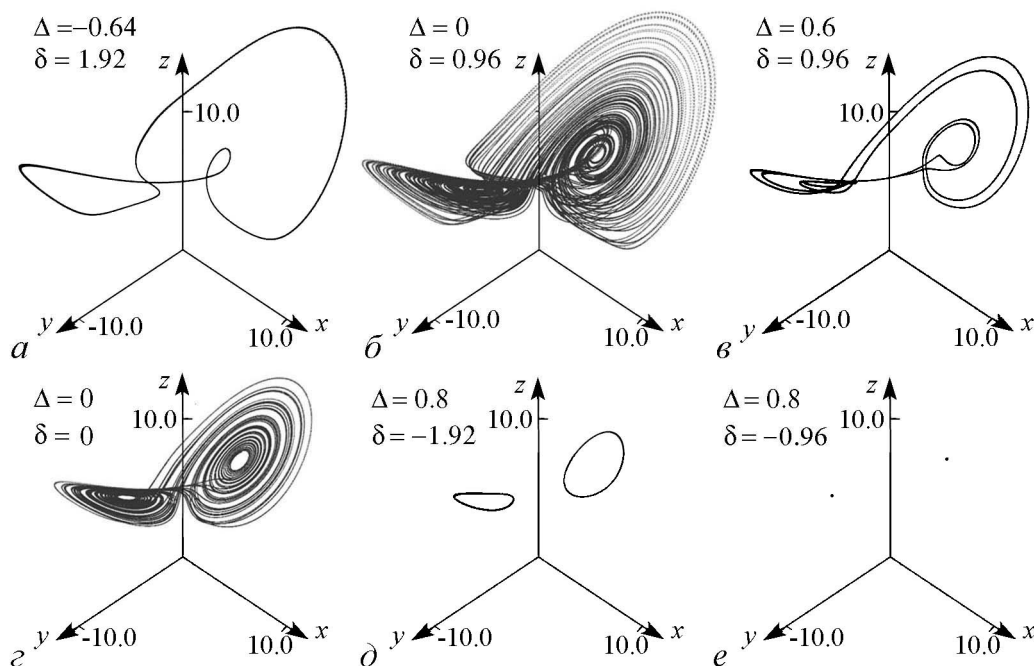 Δ = −0.64
δ = 1.92
z
10.0
y
-10.0
10.0
x
а
Δ = 0
δ = 0.96
z
10.0
y
-10.0
10.0
x
б
Δ = 0.6
δ = 0.96
z
10.0
y
-10.0
10.0
x
в
Δ = 0
δ = 0
z
10.0
y
-10.0
10.0
x
г
Δ = 0.8
δ = −1.92
z
10.0
y
-10.0
10.0
x
д
Δ = 0.8
δ = −0.96
z
10.0
y
-10.0
10.0
x
е